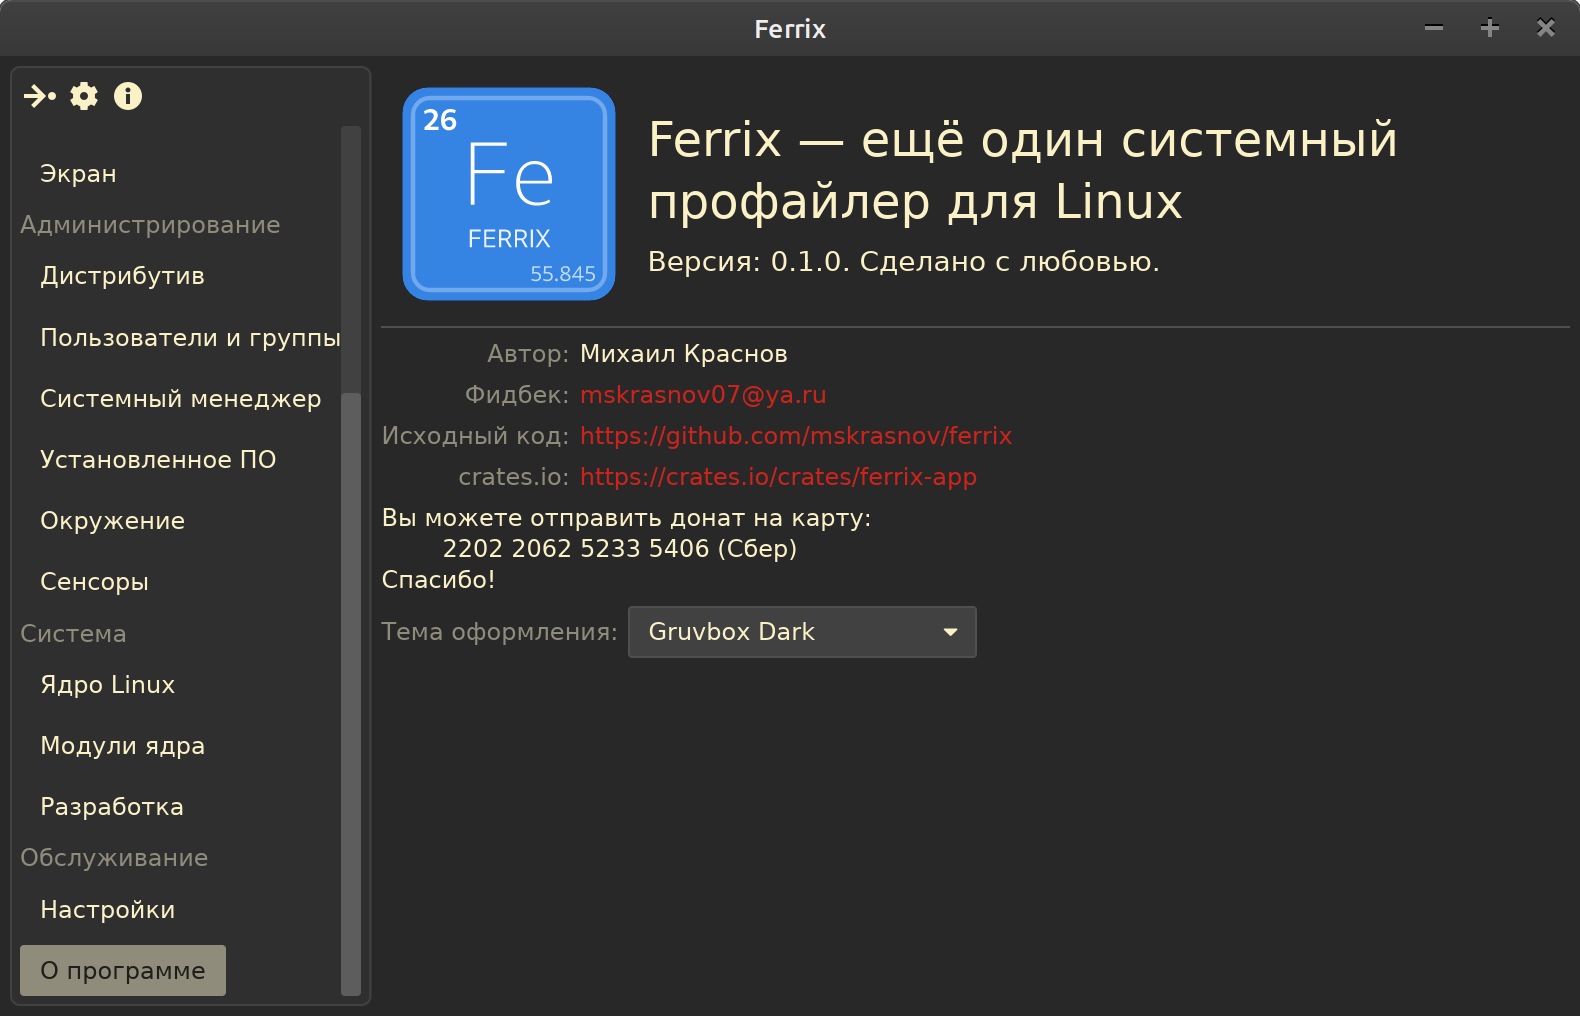 Ferrix
Экран
Администрирование
Дистрибутив
Пользователи и группы
Системный менеджер
Установленное ПО
Окружение
Сенсоры
Система
Ядро Linux
Модули ядра
Разработка
Обслуживание
Настройки
О программе
26
Fe
FERRIX
55.845
Ferrix — ещё один системный
профайлер для Linux
Версия: 0.1.0. Сделано с любовью.
Автор: Михаил Краснов
Фидбек: mskrasnov07@ya.ru
Исходный код: https://github.com/mskrasnov/ferrix
crates.io: https://crates.io/crates/ferrix-app
Вы можете отправить донат на карту:
2202 2062 5233 5406 (Сбер)
Спасибо!
Тема оформления: Gruvbox Dark